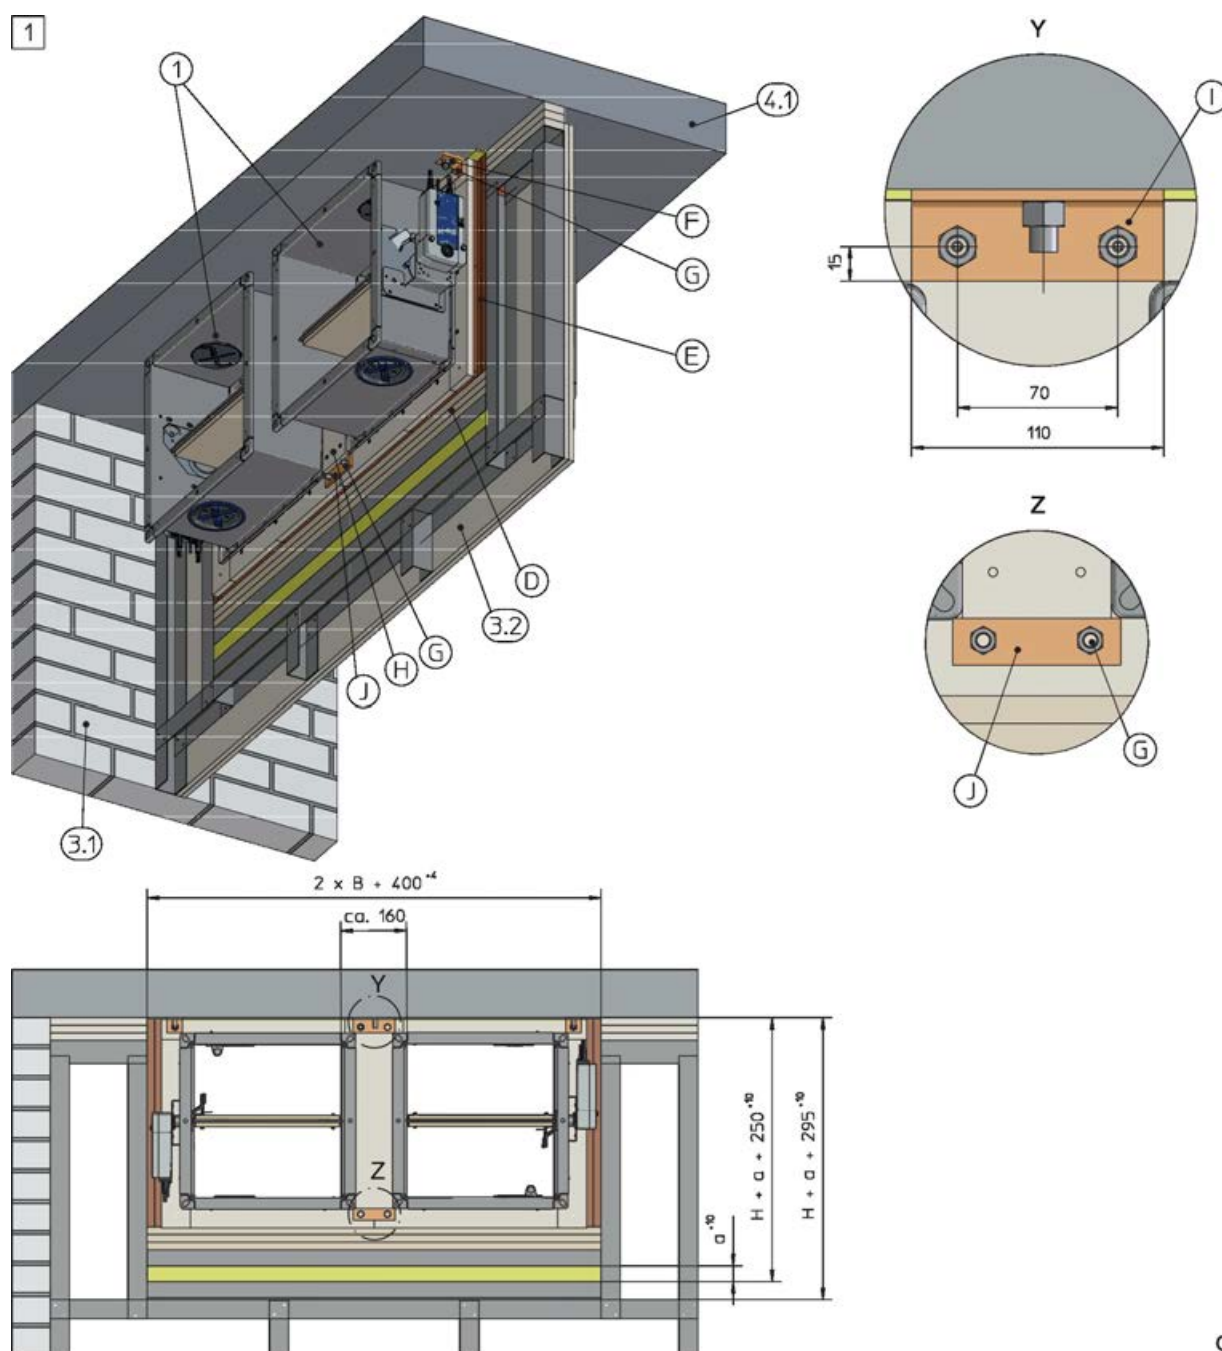 1
Y
1
4.1
I
F
15
G
E
70
110
Z
D
3.2
G
H
J
G
J
3.1
2 x B + 400⁺⁴
ca. 160
Y
Z
a⁺¹⁰
H + a + 250⁺¹⁰
H + a + 295⁺¹⁰